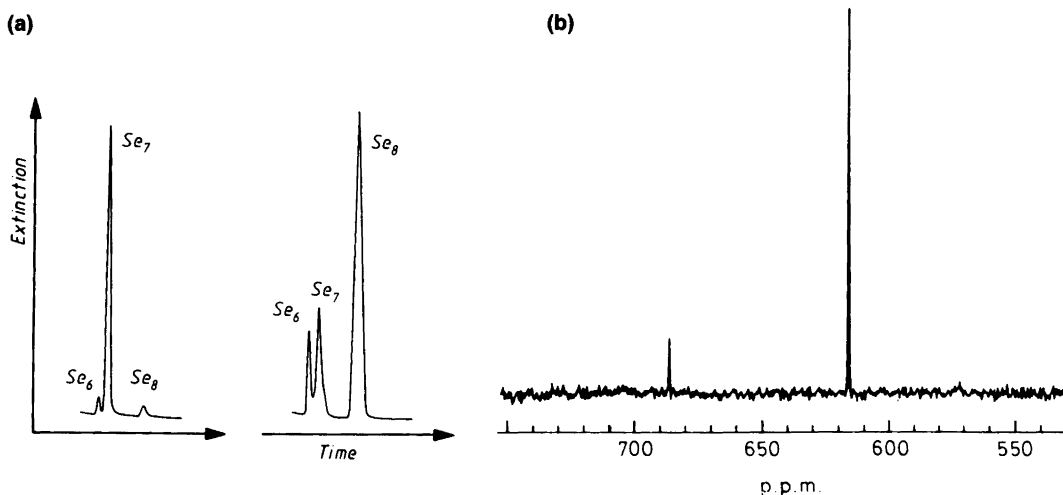 (a)
Extinction
Se₆
Se₇
Se₈
Se₆
Se₇
Se₈
Time
(b)
700
650
600
550
p.p.m.